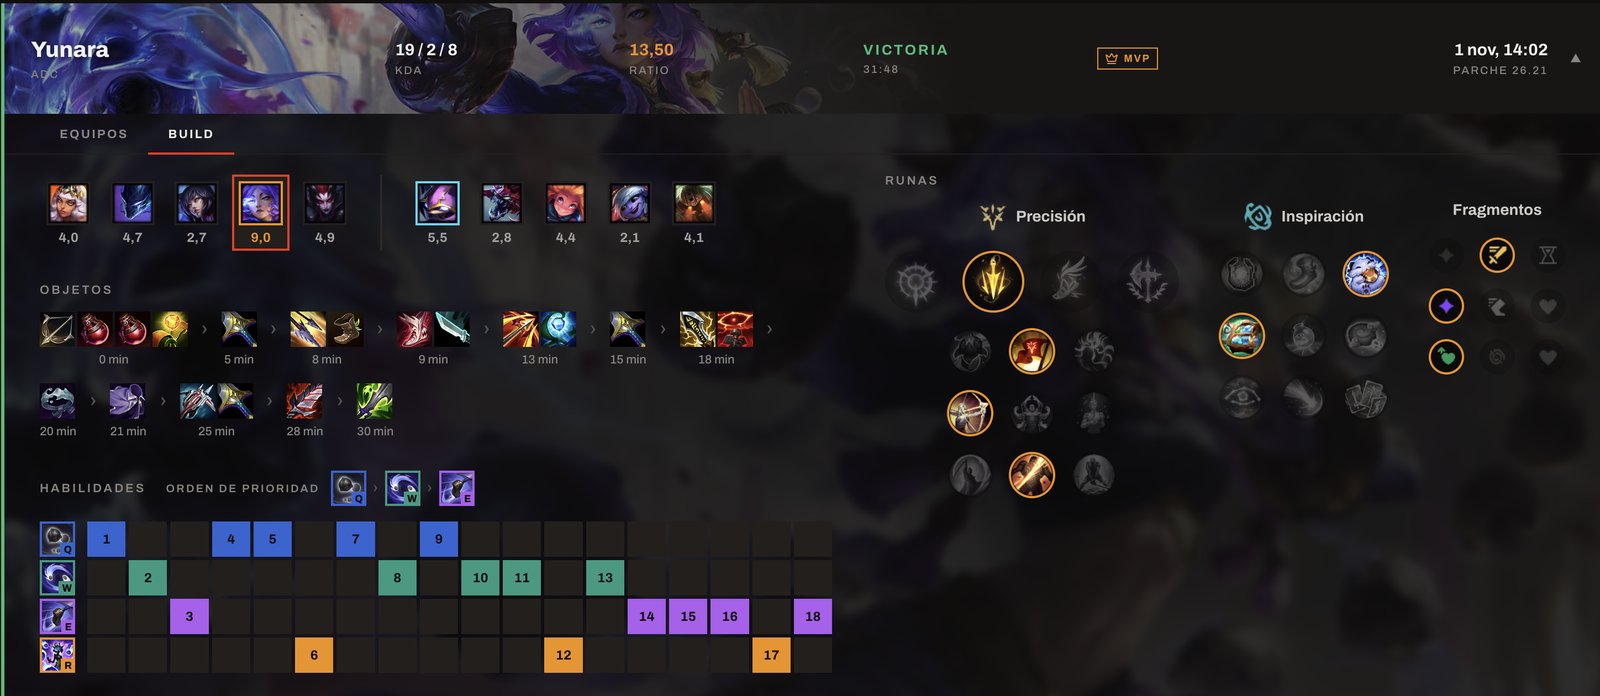 Yunara
ADC
19 / 2 / 8
KDA
13,50
RATIO
VICTORIA
31:48
MVP
1 nov, 14:02
PARCHE 26.21
EQUIPOS
BUILD
4,0 4,7 2,7 9,0 4,9 5,5 2,8 4,4 2,1 4,1
OBJETOS
0 min 5 min 8 min 9 min 13 min 15 min 18 min
20 min 21 min 25 min 28 min 30 min
HABILIDADES ORDEN DE PRIORIDAD Q W E
Q 1 4 5 7 9
W 2 8 10 11 13
E 3 14 15 16 18
R 6 12 17
RUNAS
Precisión
Inspiración
Fragmentos